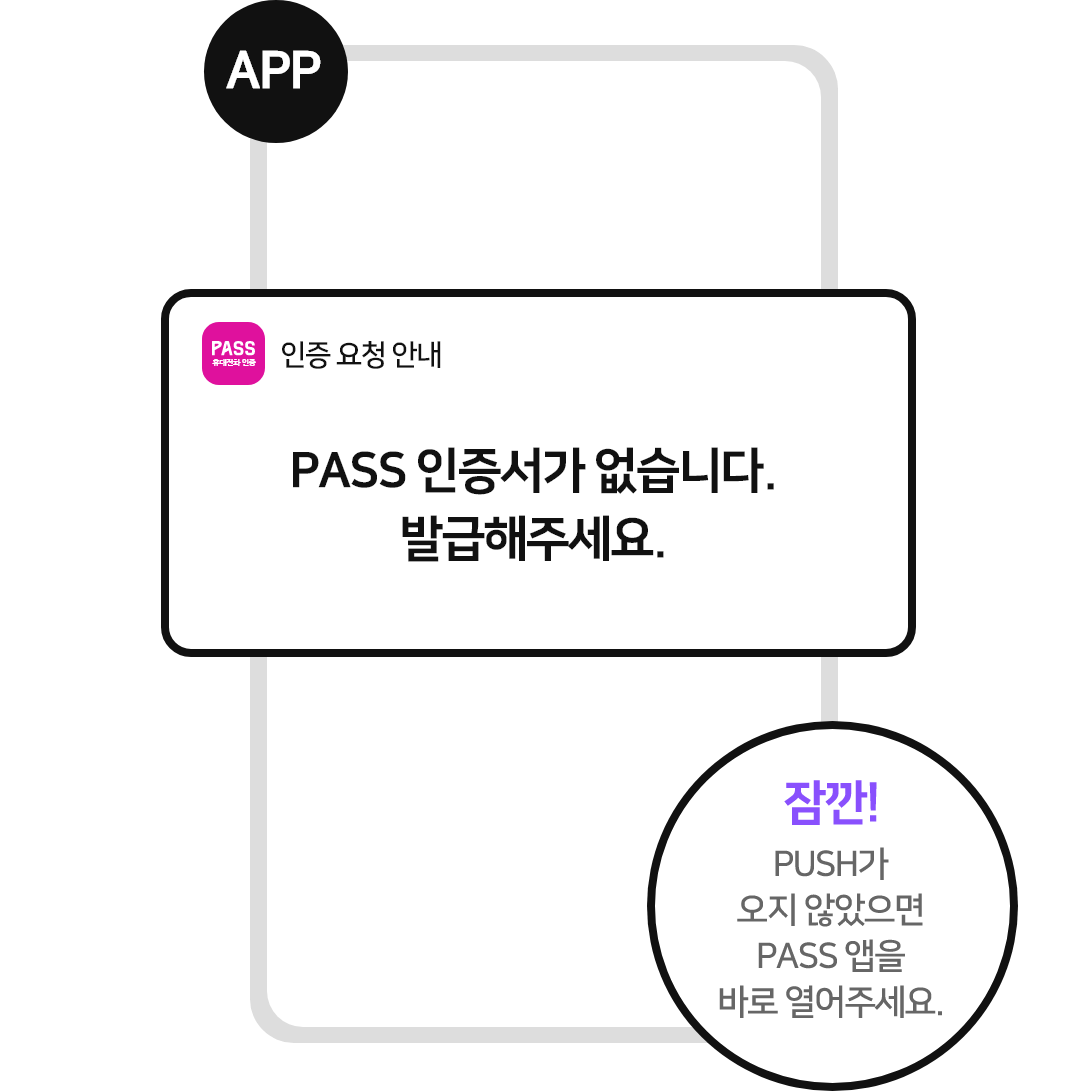 APP
PASS
휴대전화 인증
인증 요청 안내
PASS 인증서가 없습니다.
발급해주세요.
잠깐!
PUSH가
오지 않았으면
PASS 앱을
바로 열어주세요.